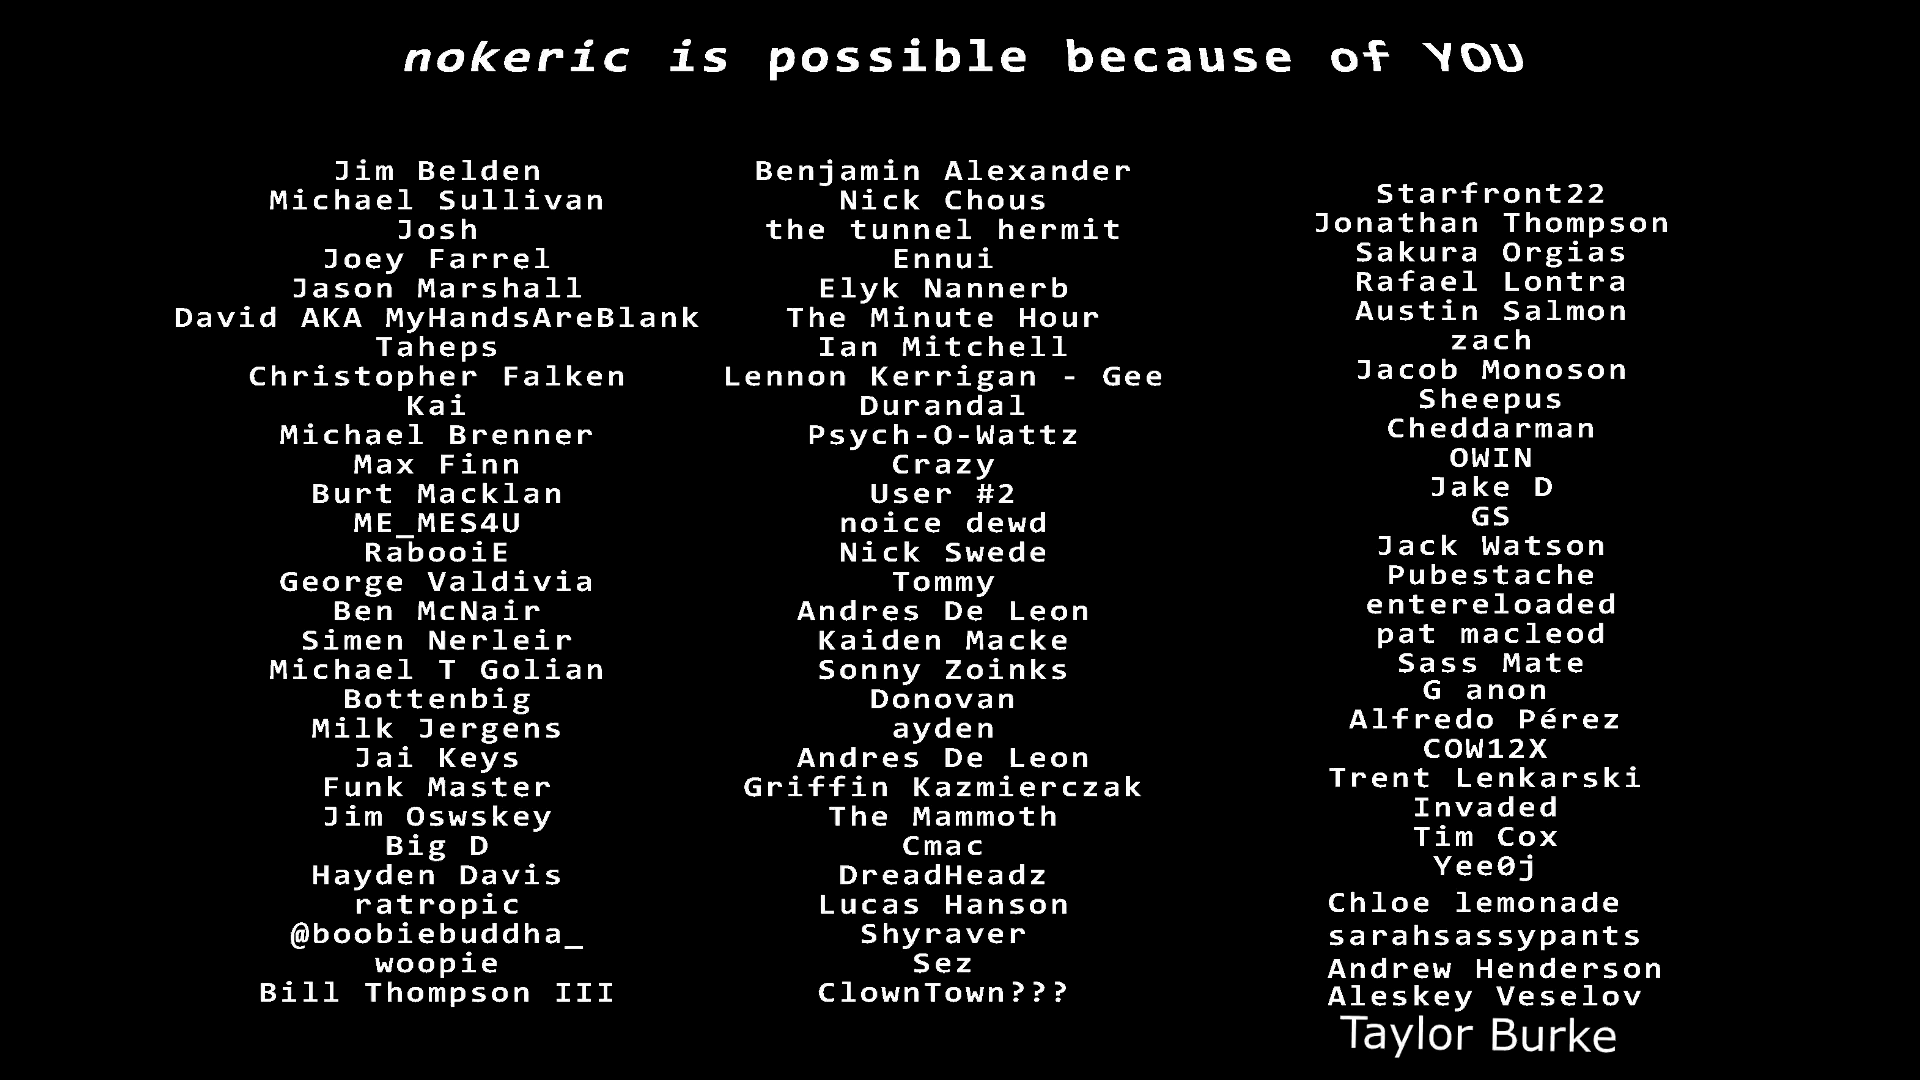 nokeric is possible because of YOU
Jim Belden
Michael Sullivan
Josh
Joey Farrel
Jason Marshall
David AKA MyHandsAreBlank
Taheps
Christopher Falken
Kai
Michael Brenner
Max Finn
Burt Macklan
ME_MES4U
RabooiE
George Valdivia
Ben McNair
Simen Nerleir
Michael T Golian
Bottenbig
Milk Jergens
Jai Keys
Funk Master
Jim Oswskey
Big D
Hayden Davis
ratropic
@boobiebuddha_
woopie
Bill Thompson III
Benjamin Alexander
Nick Chous
the tunnel hermit
Ennui
Elyk Nannerb
The Minute Hour
Ian Mitchell
Lennon Kerrigan - Gee
Durandal
Psych-O-Wattz
Crazy
User #2
noice dewd
Nick Swede
Tommy
Andres De Leon
Kaiden Macke
Sonny Zoinks
Donovan
ayden
Andres De Leon
Griffin Kazmierczak
The Mammoth
Cmac
DreadHeadz
Lucas Hanson
Shyraver
Sez
ClownTown???
Starfront22
Jonathan Thompson
Sakura Orgias
Rafael Lontra
Austin Salmon
zach
Jacob Monoson
Sheepus
Cheddarman
OWIN
Jake D
GS
Jack Watson
Pubestache
entereloaded
pat macleod
Sass Mate
G anon
Alfredo Pérez
COW12X
Trent Lenkarski
Invaded
Tim Cox
Yee0j
Chloe lemonade
sarahsassypants
Andrew Henderson
Aleskey Veselov
Taylor Burke